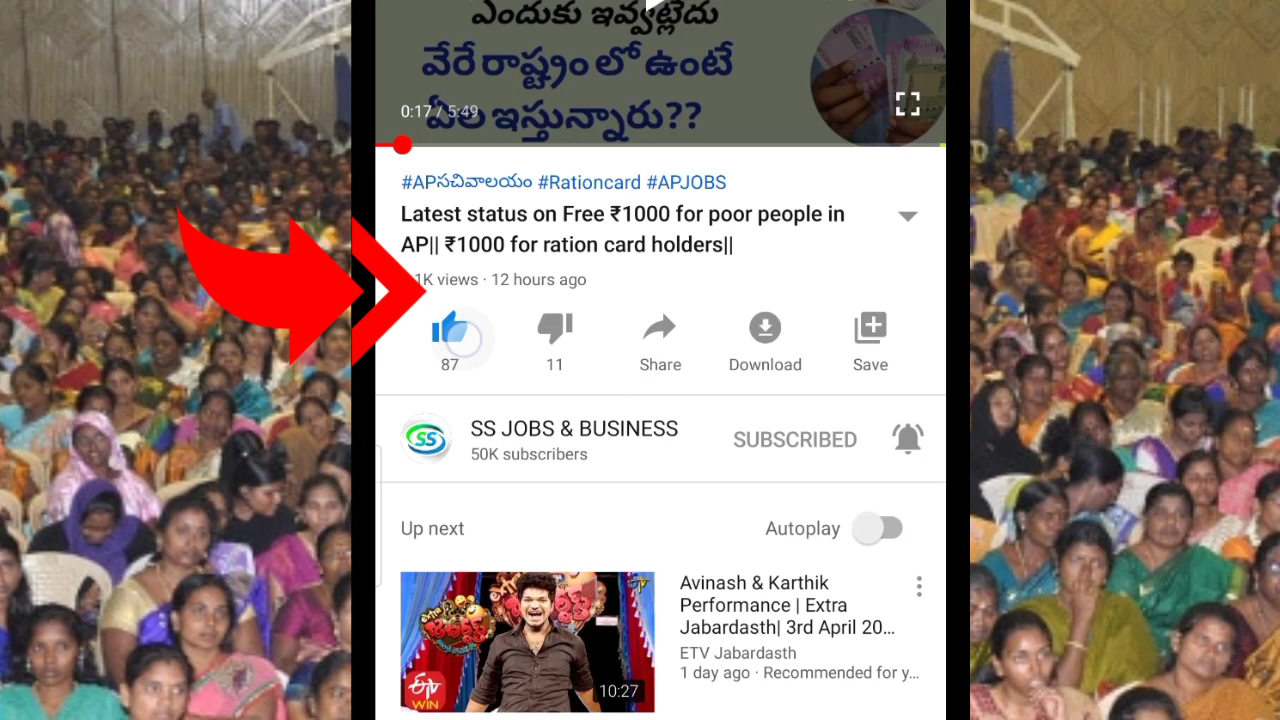 ఎందుకు ఇవ్వట్లేదు
వేరే రాష్ట్రం లో ఉంటే
ఏలా ఇస్తున్నారు??
0:17 / 5:49
#APసచివాలయం #Rationcard #APJOBS
Latest status on Free ₹1000 for poor people in
AP|| ₹1000 for ration card holders||
1K views · 12 hours ago
87
11
Share
Download
Save
SS
SS JOBS & BUSINESS
50K subscribers
SUBSCRIBED
Up next
Autoplay
Avinash & Karthik
Performance | Extra
Jabardasth| 3rd April 20...
ETV Jabardasth
1 day ago · Recommended for y...
WIN
10:27